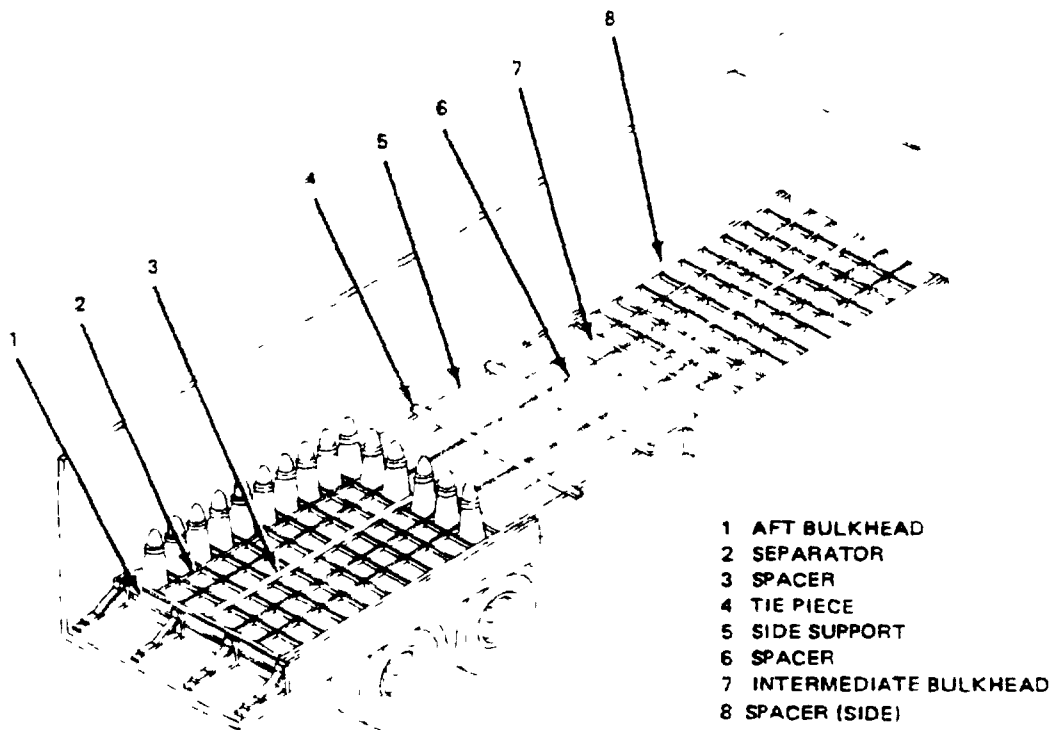 8
7
6
5
4
3
2
1
1 AFT BULKHEAD
2 SEPARATOR
3 SPACER
4 TIE PIECE
5 SIDE SUPPORT
6 SPACER
7 INTERMEDIATE BULKHEAD
8 SPACER (SIDE)